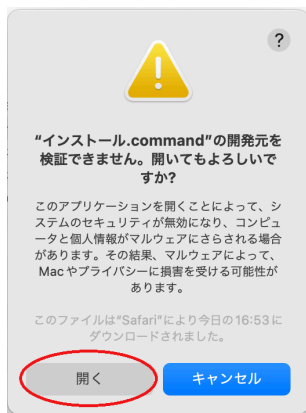 ?
“インストール.command”の開発元を
検証できません。開いてもよろしいで
すか?
このアプリケーションを開くことによって、シ
ステムのセキュリティが無効になり、コンピュ
ータと個人情報がマルウェアにさらされる場合
があります。その結果、マルウェアによって、
Macやプライバシーに損害を受ける可能性が
あります。
このファイルは“Safari”により今日の16:53に
ダウンロードされました。
開く
キャンセル